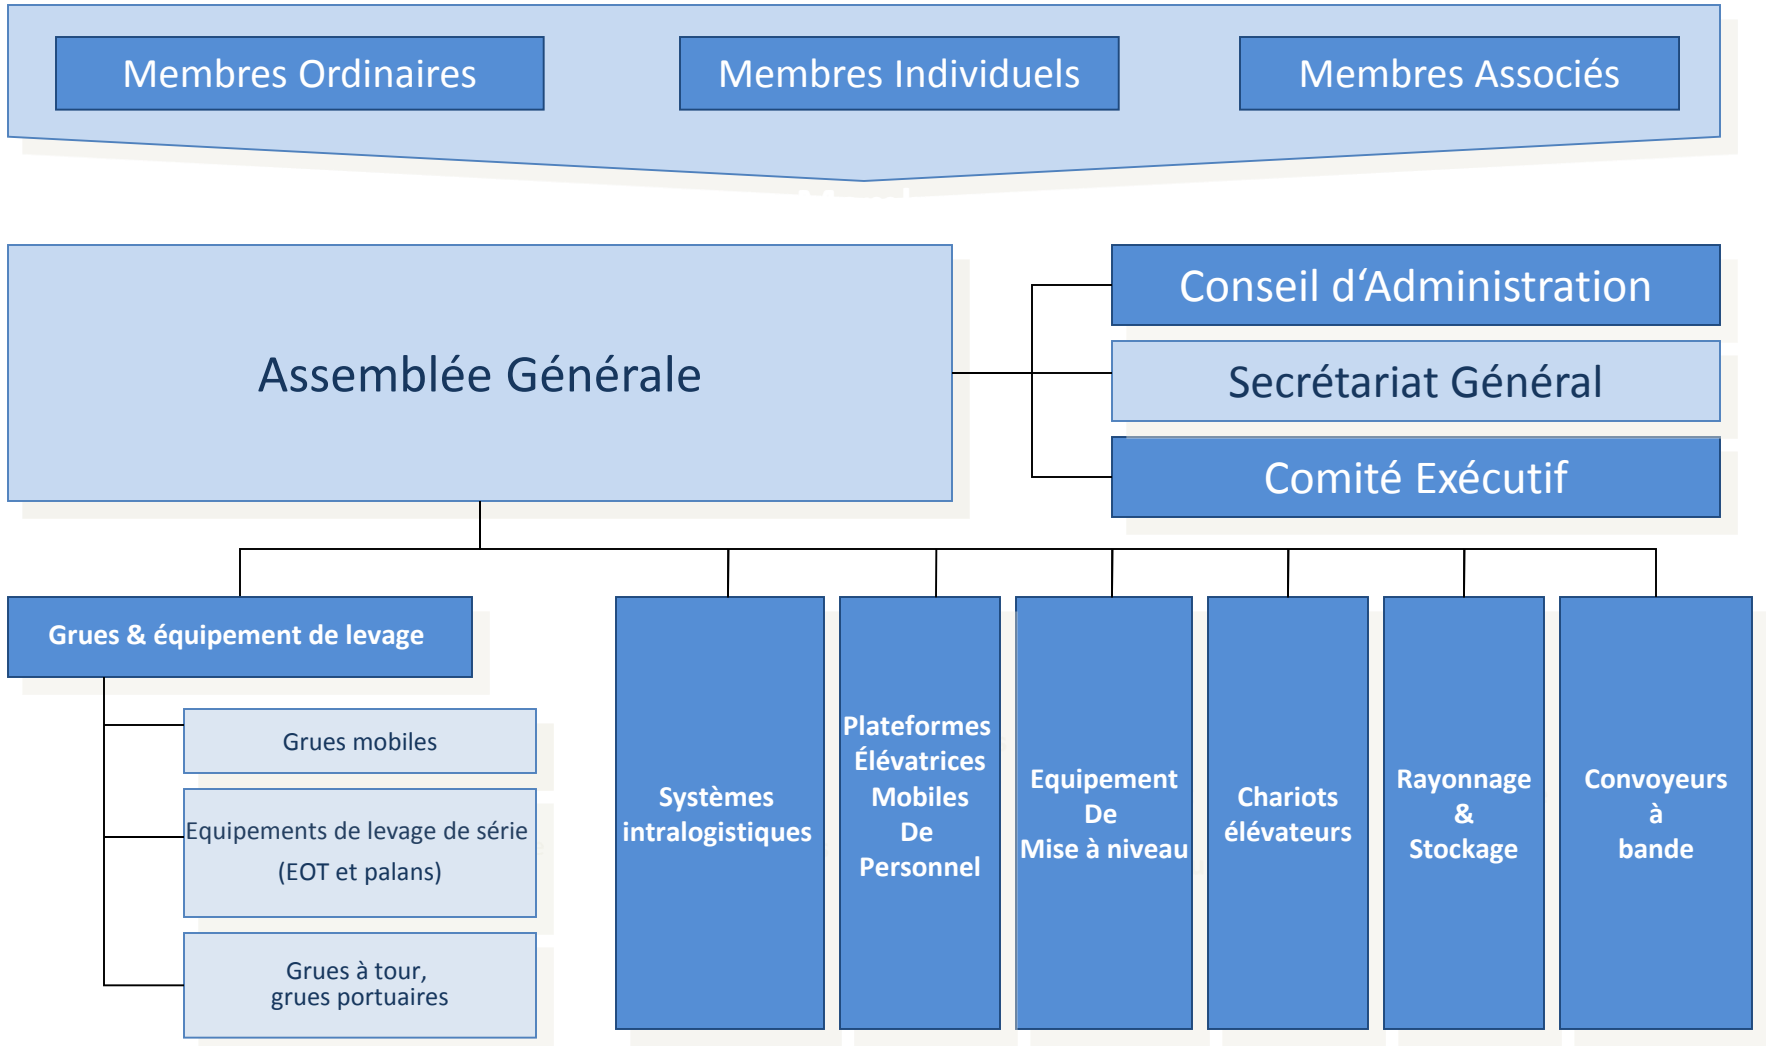 Membres Ordinaires
Membres Individuels
Membres Associés
Assemblée Générale
Conseil d‘Administration
Secrétariat Général
Comité Exécutif
Grues & équipement de levage
Grues mobiles
Equipements de levage de série
(EOT et palans)
Grues à tour,
grues portuaires
Systèmes
intralogistiques
Plateformes
Élévatrices
Mobiles
De
Personnel
Equipement
De
Mise à niveau
Chariots
élévateurs
Rayonnage
&
Stockage
Convoyeurs
à
bande